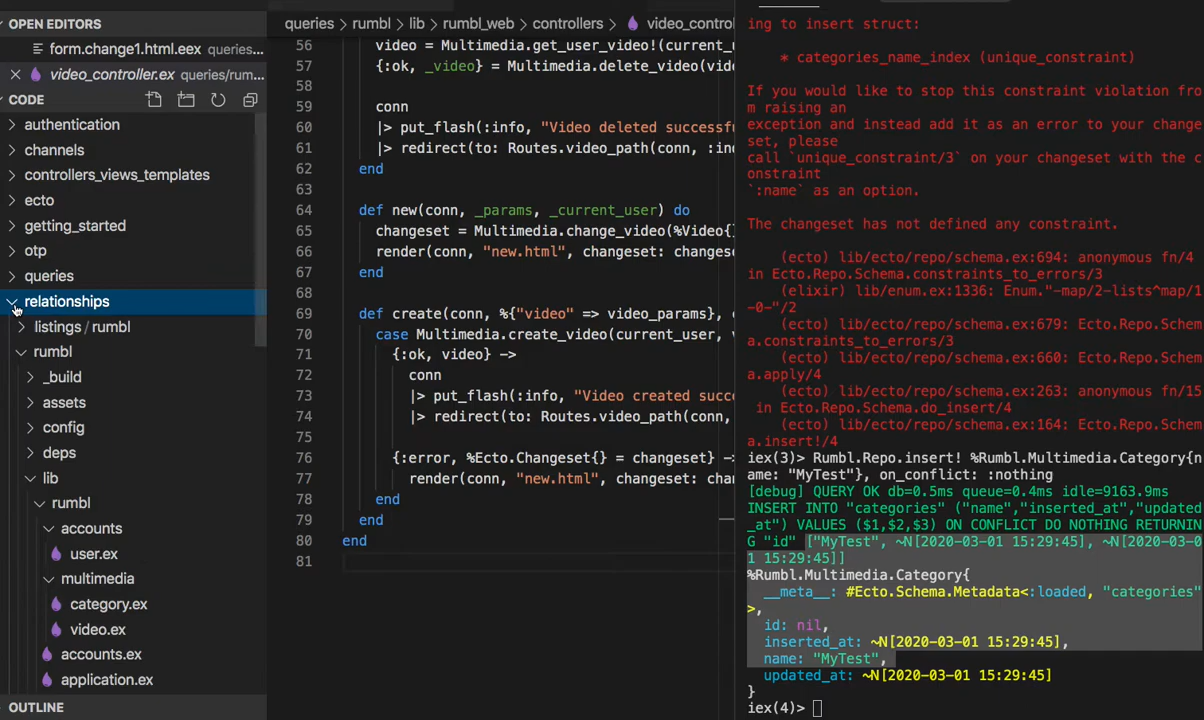 OPEN EDITORS
form.change1.html.eex queries...
video_controller.ex queries/rum...
CODE
authentication
channels
controllers_views_templates
ecto
getting_started
otp
queries
relationships
listings / rumbl
rumbl
_build
assets
config
deps
lib
rumbl
accounts
user.ex
multimedia
category.ex
video.ex
accounts.ex
application.ex
OUTLINE
queries > rumbl > lib > rumbl_web > controllers > video_contro
56 video = Multimedia.get_user_video!(current_u
57 {:ok, _video} = Multimedia.delete_video(vide
58
59 conn
60 |> put_flash(:info, "Video deleted successfu
61 |> redirect(to: Routes.video_path(conn, :ind
62 end
63
64 def new(conn, _params, _current_user) do
65 changeset = Multimedia.change_video(%Video{}
66 render(conn, "new.html", changeset: changese
67 end
68
69 def create(conn, %{"video" => video_params}, c
70 case Multimedia.create_video(current_user, v
71 {:ok, video} ->
72 conn
73 |> put_flash(:info, "Video created succe
74 |> redirect(to: Routes.video_path(conn,
75
76 {:error, %Ecto.Changeset{} = changeset} ->
77 render(conn, "new.html", changeset: chan
78 end
79 end
80 end
81
ing to insert struct:
* categories_name_index (unique_constraint)
If you would like to stop this constraint violation fro
m raising an
exception and instead add it as an error to your change
set, please
call `unique_constraint/3` on your changeset with the c
onstraint
`:name` as an option.
The changeset has not defined any constraint.
(ecto) lib/ecto/repo/schema.ex:694: anonymous fn/4
in Ecto.Repo.Schema.constraints_to_errors/3
(elixir) lib/enum.ex:1336: Enum."-map/2-lists^map/1
-0-"/2
(ecto) lib/ecto/repo/schema.ex:679: Ecto.Repo.Schem
a.constraints_to_errors/3
(ecto) lib/ecto/repo/schema.ex:660: Ecto.Repo.Schem
a.apply/4
(ecto) lib/ecto/repo/schema.ex:263: anonymous fn/15
in Ecto.Repo.Schema.do_insert/4
(ecto) lib/ecto/repo/schema.ex:164: Ecto.Repo.Schem
a.insert!/4
iex(3)> Rumbl.Repo.insert! %Rumbl.Multimedia.Category{n
ame: "MyTest"}, on_conflict: :nothing
[debug] QUERY OK db=0.5ms queue=0.4ms idle=9163.9ms
INSERT INTO "categories" ("name","inserted_at","updated
_at") VALUES ($1,$2,$3) ON CONFLICT DO NOTHING RETURNIN
G "id" ["MyTest", ~N[2020-03-01 15:29:45], ~N[2020-03-0
1 15:29:45]]
%Rumbl.Multimedia.Category{
__meta__: #Ecto.Schema.Metadata<:loaded, "categories"
>,
id: nil,
inserted_at: ~N[2020-03-01 15:29:45],
name: "MyTest",
updated_at: ~N[2020-03-01 15:29:45]
}
iex(4)>